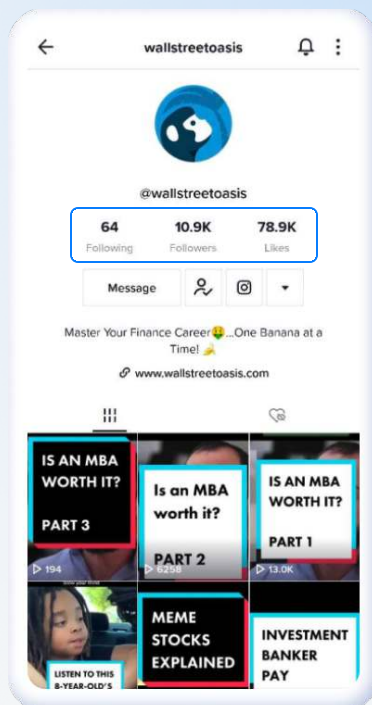 wallstreetoasis
@wallstreetoasis
64 10.9K 78.9K
Following Followers Likes
Message
Master Your Finance Career🤑...One Banana at a
Time! 🍌
www.wallstreetoasis.com
IS AN MBA
WORTH IT?
PART 3
194
Is an MBA
worth it?
PART 2
6258
IS AN MBA
WORTH IT?
PART 1
13.0K
LISTEN TO THIS
8-YEAR-OLD'S
MEME
STOCKS
EXPLAINED
INVESTMENT
BANKER
PAY